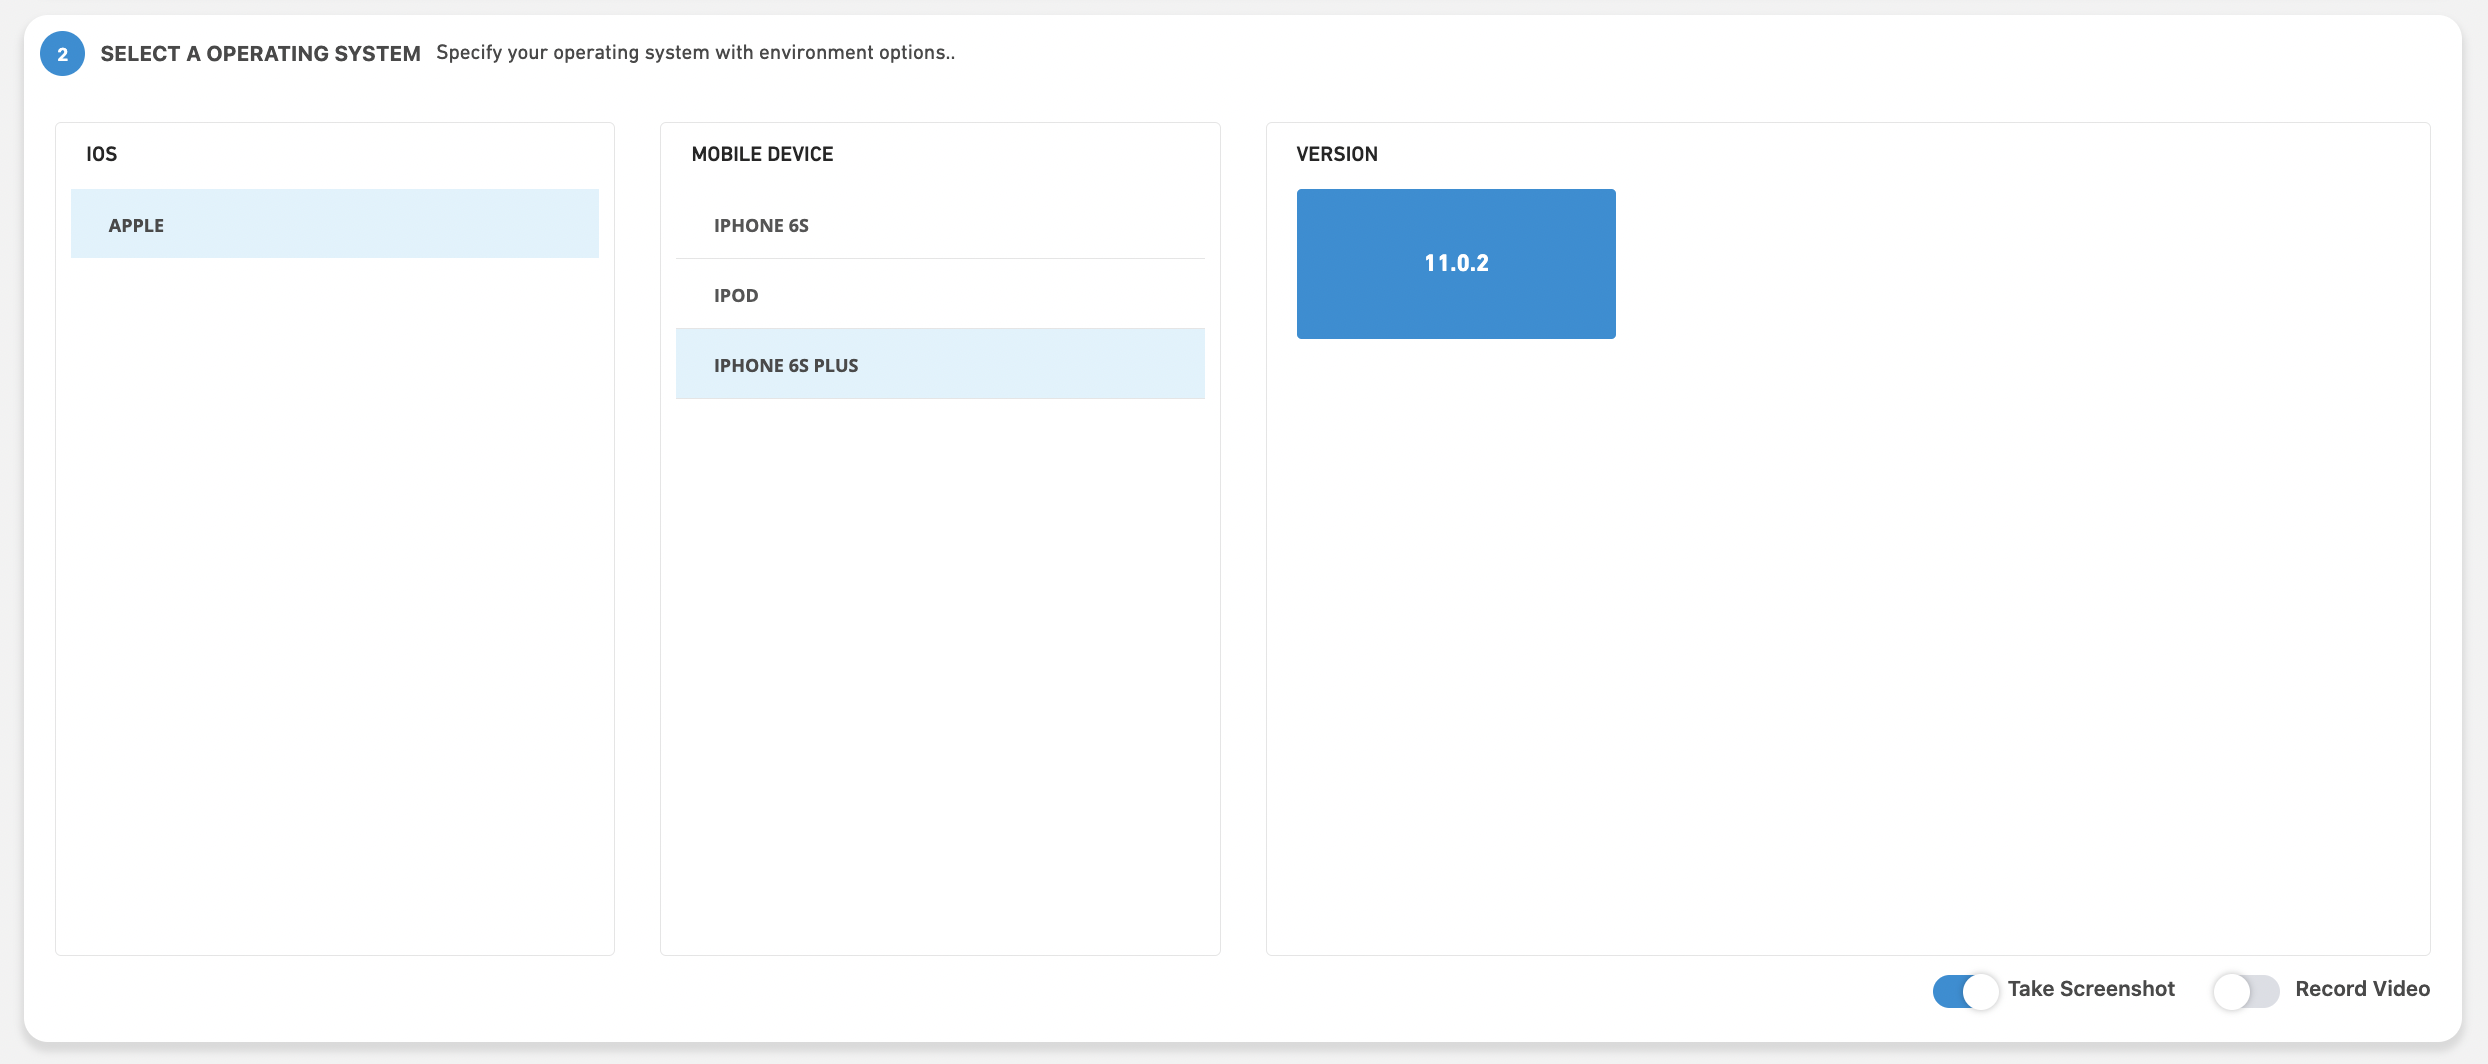 2 SELECT A OPERATING SYSTEM Specify your operating system with environment options..
IOS
APPLE
MOBILE DEVICE
IPHONE 6S
IPOD
IPHONE 6S PLUS
VERSION
11.0.2
Take Screenshot
Record Video